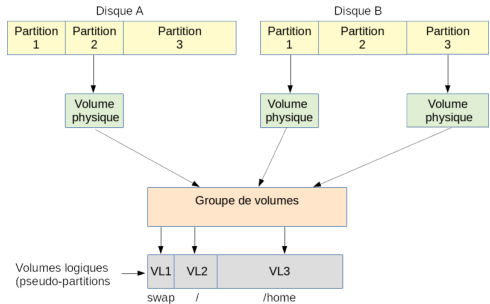 Disque A
Disque B
Partition 1
Partition 2
Partition 3
Partition 1
Partition 2
Partition 3
Volume physique
Volume physique
Volume physique
Groupe de volumes
Volumes logiques
(pseudo-partitions
VL1
VL2
VL3
swap
/
/home